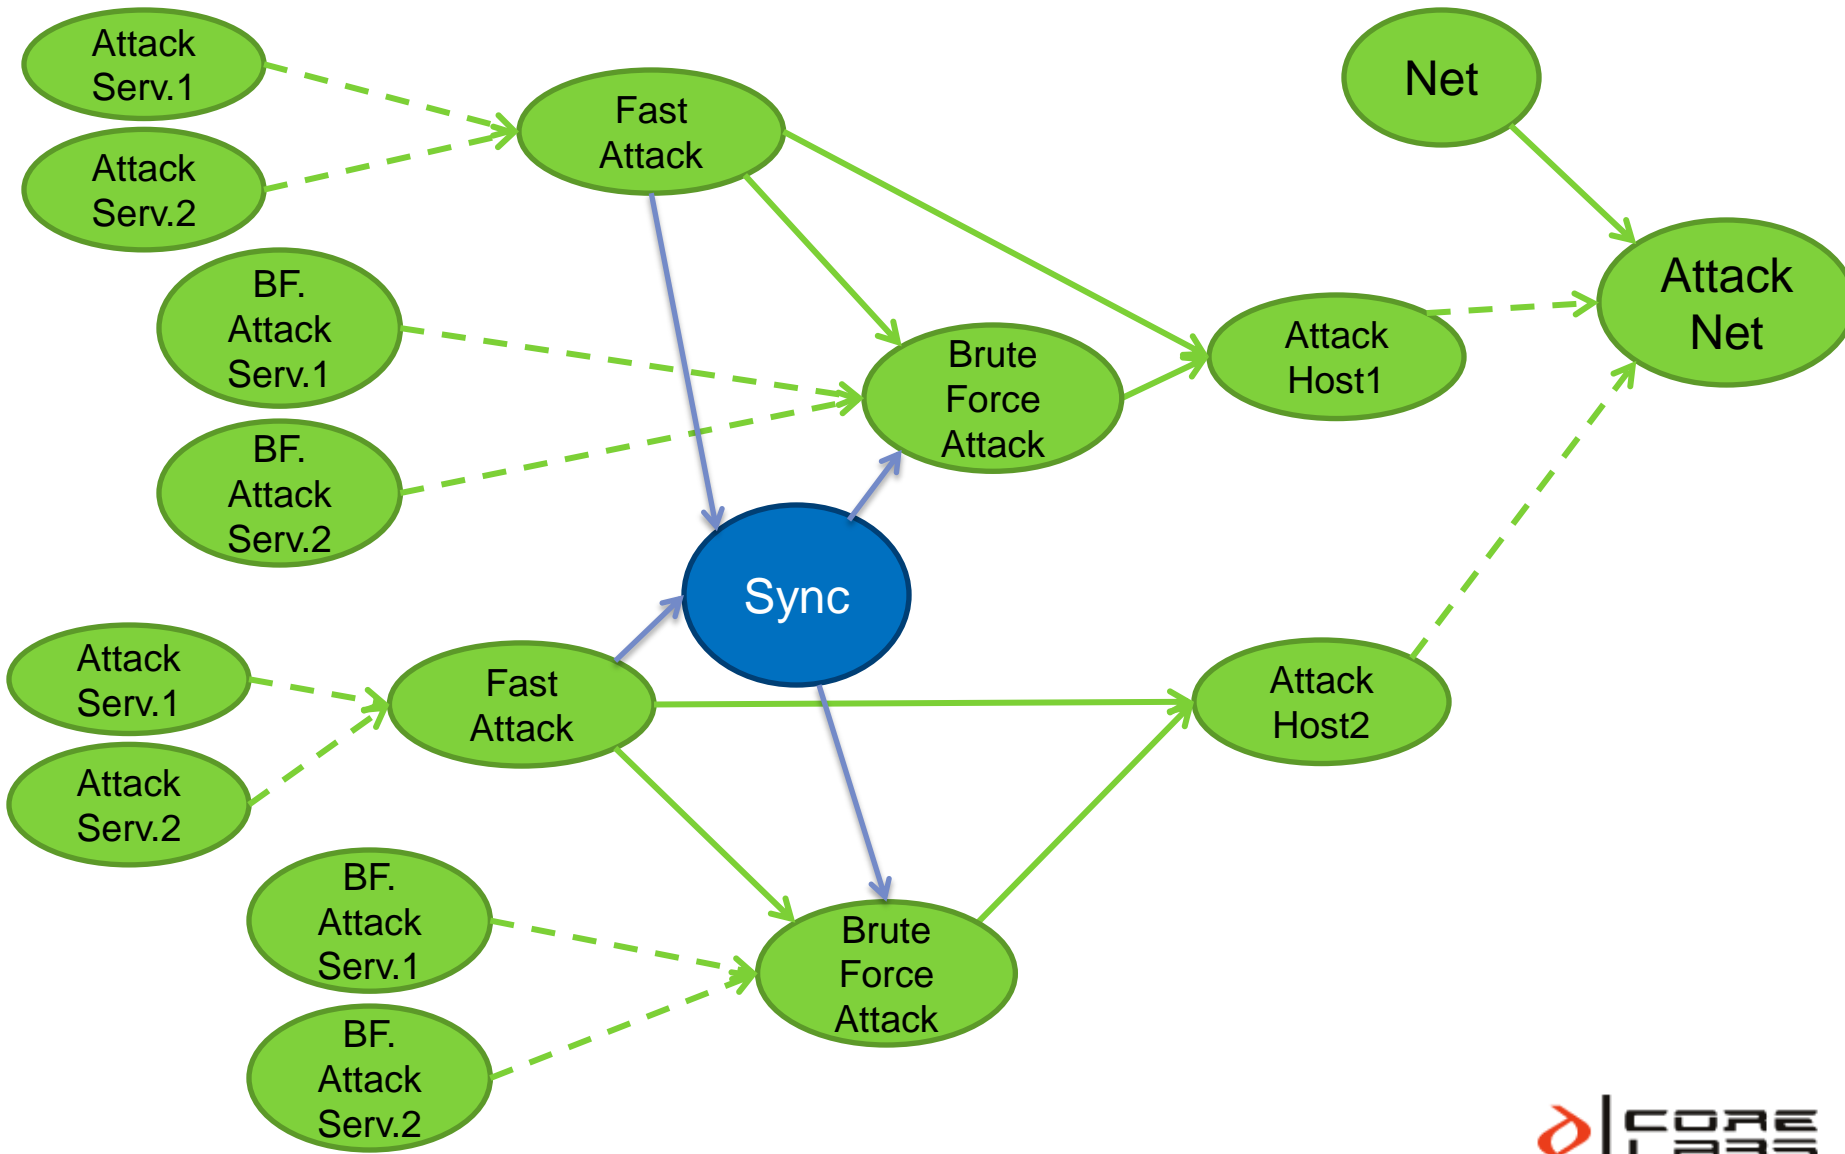 Attack
Serv.1
Attack
Serv.2
Fast
Attack
Net
BF.
Attack
Serv.1
BF.
Attack
Serv.2
Brute
Force
Attack
Attack
Host1
Attack
Net
Sync
Attack
Serv.1
Attack
Serv.2
Fast
Attack
Attack
Host2
BF.
Attack
Serv.1
BF.
Attack
Serv.2
Brute
Force
Attack
CORE